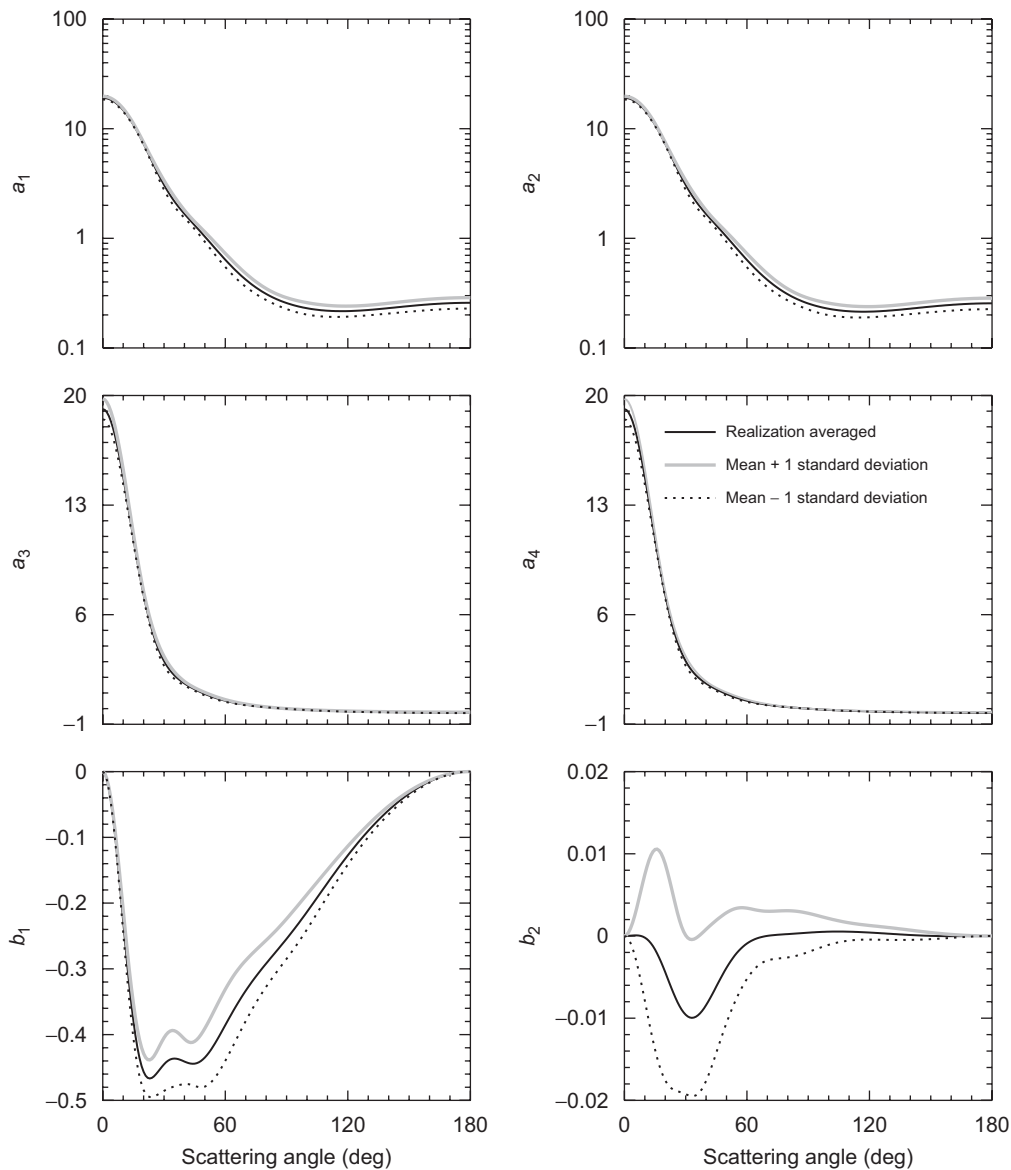 100
10
1
0.1
a1
100
10
1
0.1
a2
20
13
6
–1
a3
20
13
6
–1
a4
Realization averaged
Mean + 1 standard deviation
Mean – 1 standard deviation
0
–0.1
–0.2
–0.3
–0.4
–0.5
b1
0 60 120 180
Scattering angle (deg)
0.02
0.01
0
–0.01
–0.02
b2
0 60 120 180
Scattering angle (deg)